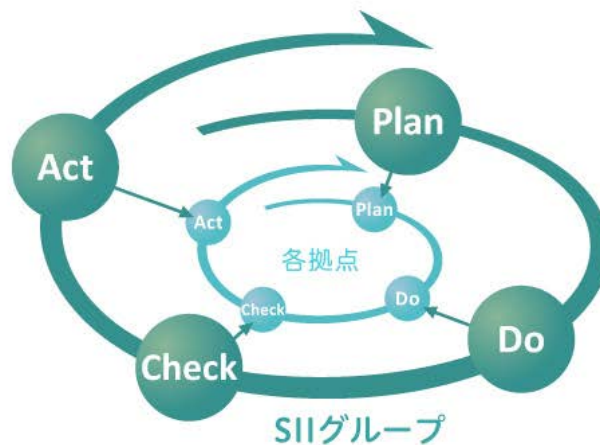 Plan
Act
Plan
Act
各拠点
Do
Check
Do
Check
SIIグループ